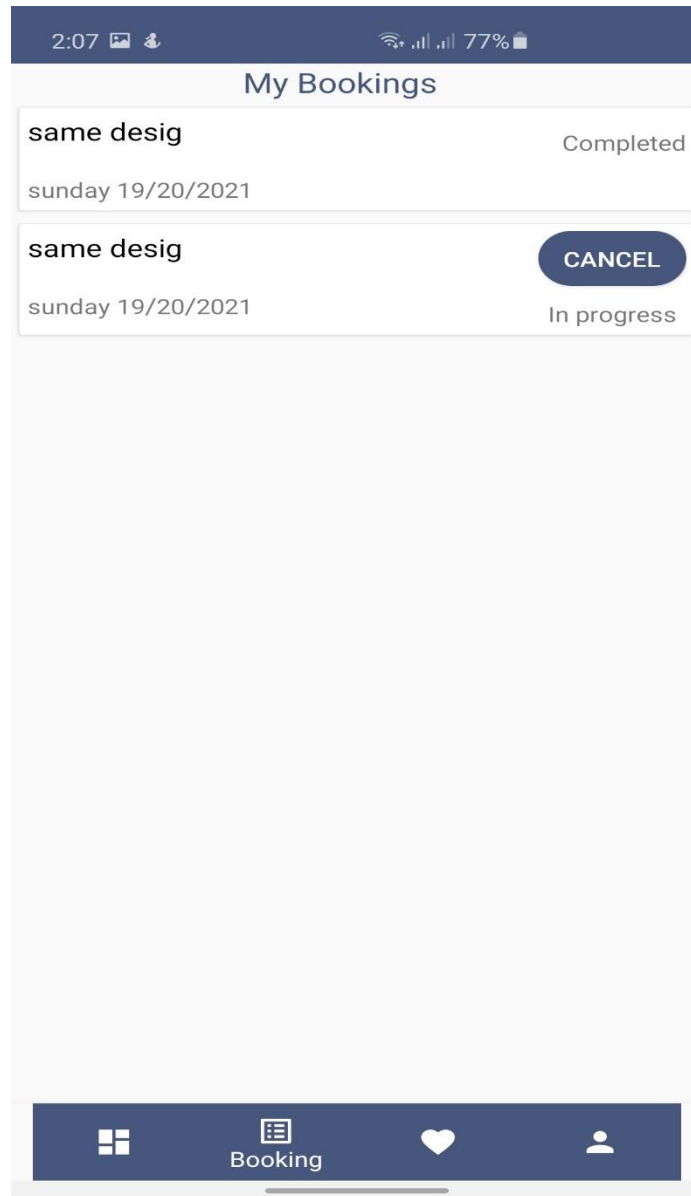 2:07 77%
My Bookings
same desig
Completed
sunday 19/20/2021
same desig
CANCEL
sunday 19/20/2021
In progress
Booking